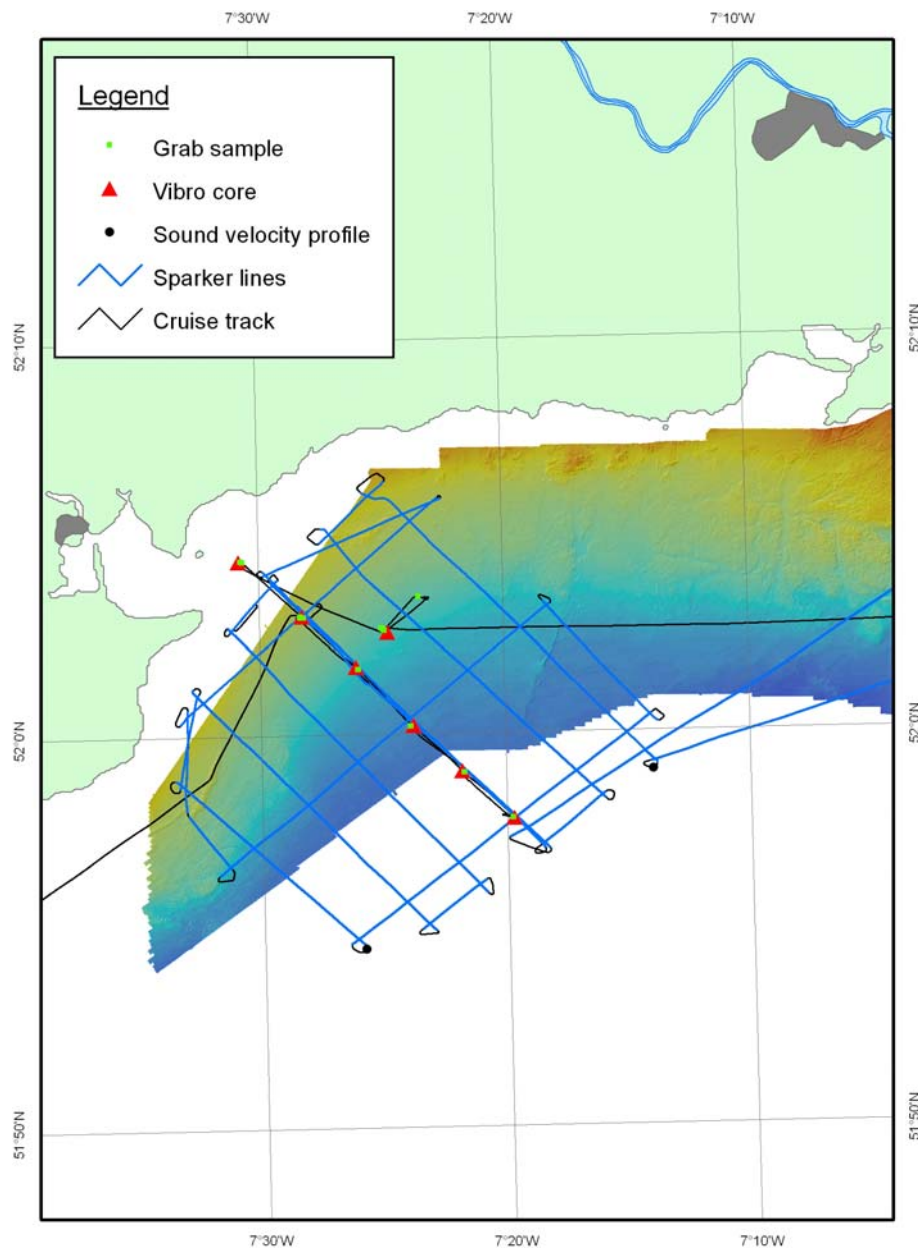 7°30'W 7°20'W 7°10'W
Legend
Grab sample
Vibro core
Sound velocity profile
Sparker lines
Cruise track
52°10'N 52°10'N
52°0'N 52°0'N
51°50'N 51°50'N
7°30'W 7°20'W 7°10'W